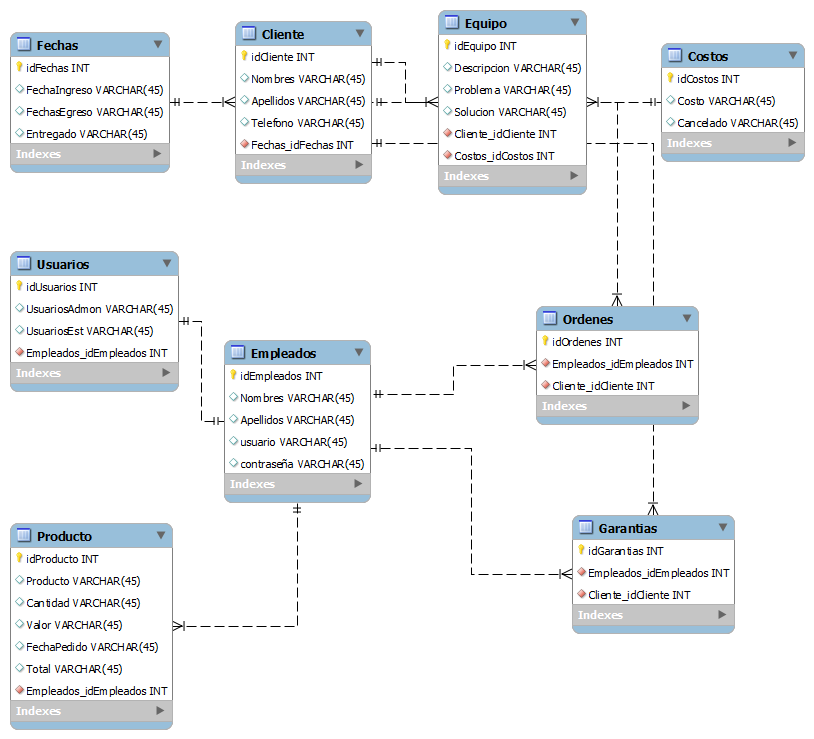 Fechas
idFechas INT
FechaIngreso VARCHAR(45)
FechasEgreso VARCHAR(45)
Entregado VARCHAR(45)
Indexes
Cliente
idCliente INT
Nombres VARCHAR(45)
Apellidos VARCHAR(45)
Telefono VARCHAR(45)
Fechas_idFechas INT
Indexes
Equipo
idEquipo INT
Descripcion VARCHAR(45)
Problema VARCHAR(45)
Solucion VARCHAR(45)
Cliente_idCliente INT
Costos_idCostos INT
Indexes
Costos
idCostos INT
Costo VARCHAR(45)
Cancelado VARCHAR(45)
Indexes
Usuarios
idUsuarios INT
UsuariosAdmon VARCHAR(45)
UsuariosEst VARCHAR(45)
Empleados_idEmpleados INT
Indexes
Empleados
idEmpleados INT
Nombres VARCHAR(45)
Apellidos VARCHAR(45)
usuario VARCHAR(45)
contraseña VARCHAR(45)
Indexes
Ordenes
idOrdenes INT
Empleados_idEmpleados INT
Cliente_idCliente INT
Indexes
Producto
idProducto INT
Producto VARCHAR(45)
Cantidad VARCHAR(45)
Valor VARCHAR(45)
FechaPedido VARCHAR(45)
Total VARCHAR(45)
Empleados_idEmpleados INT
Indexes
Garantias
idGarantias INT
Empleados_idEmpleados INT
Cliente_idCliente INT
Indexes